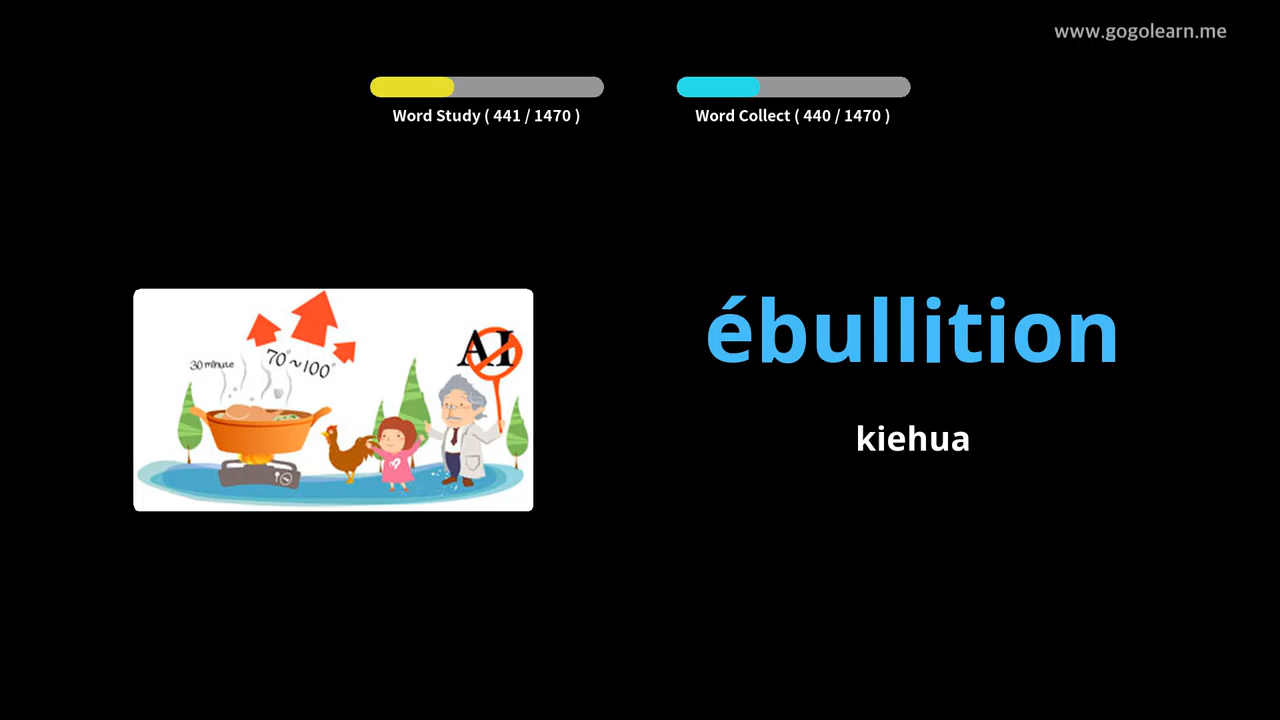 www.gogolearn.me
Word Study ( 441 / 1470 )
Word Collect ( 440 / 1470 )
30 minute
70°~100°
AI
ébullition
kiehua